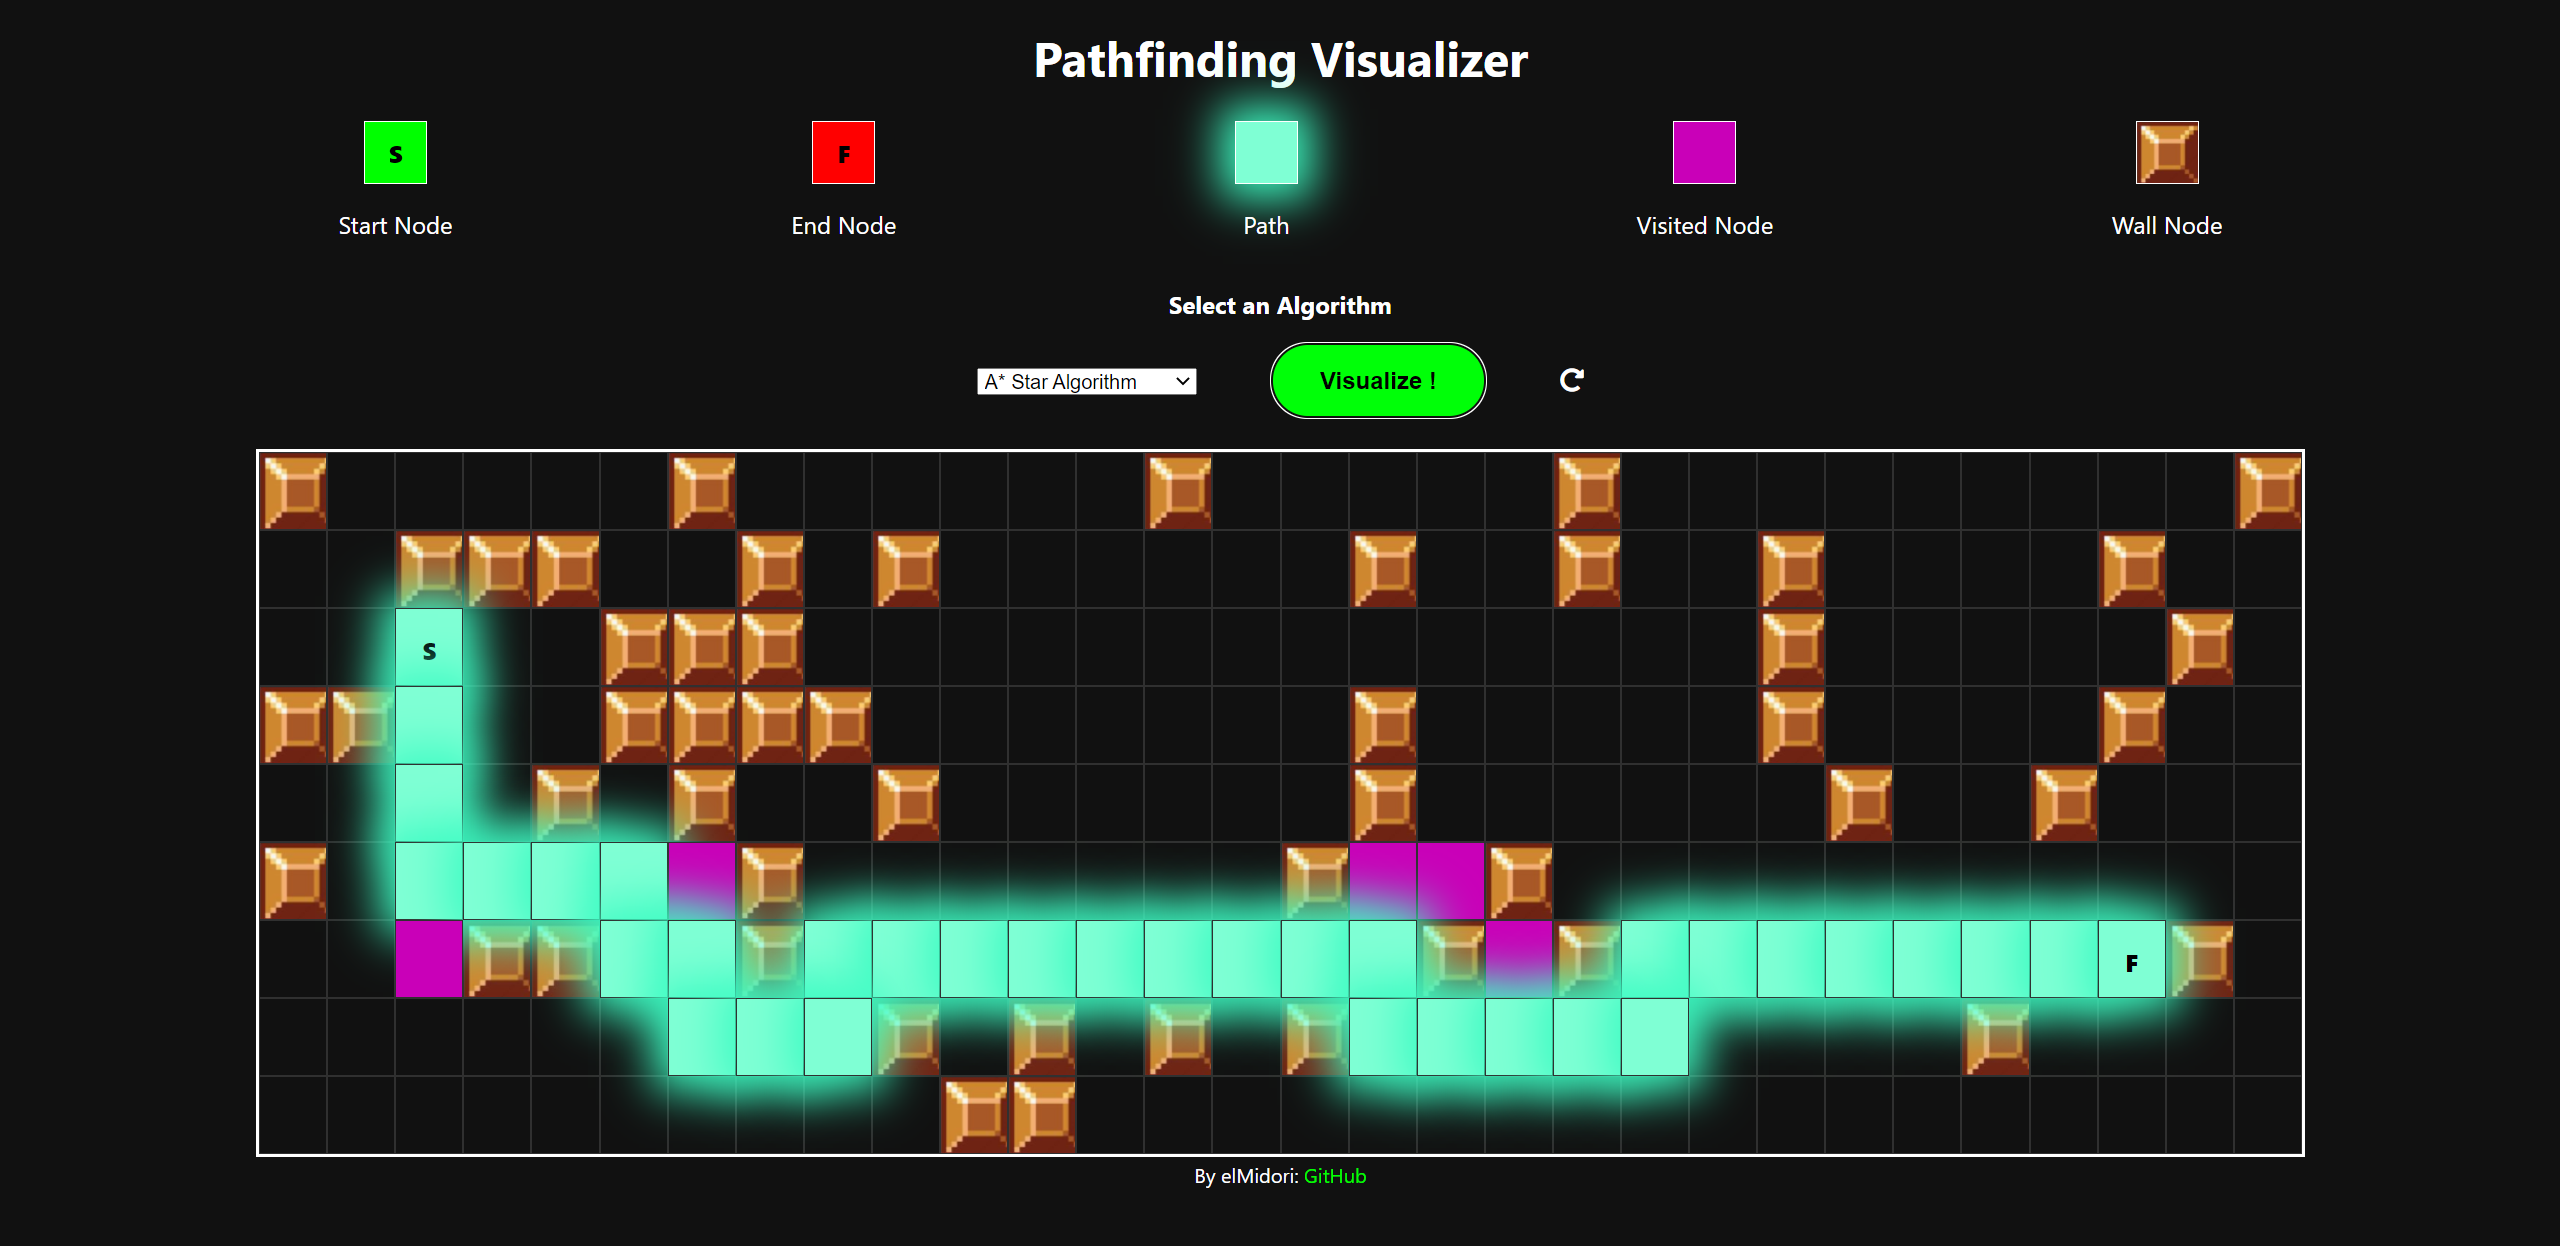 Pathfinding Visualizer
S
F
Start Node
End Node
Path
Visited Node
Wall Node
Select an Algorithm
A* Star Algorithm
Visualize !
S
F
By elMidori: GitHub